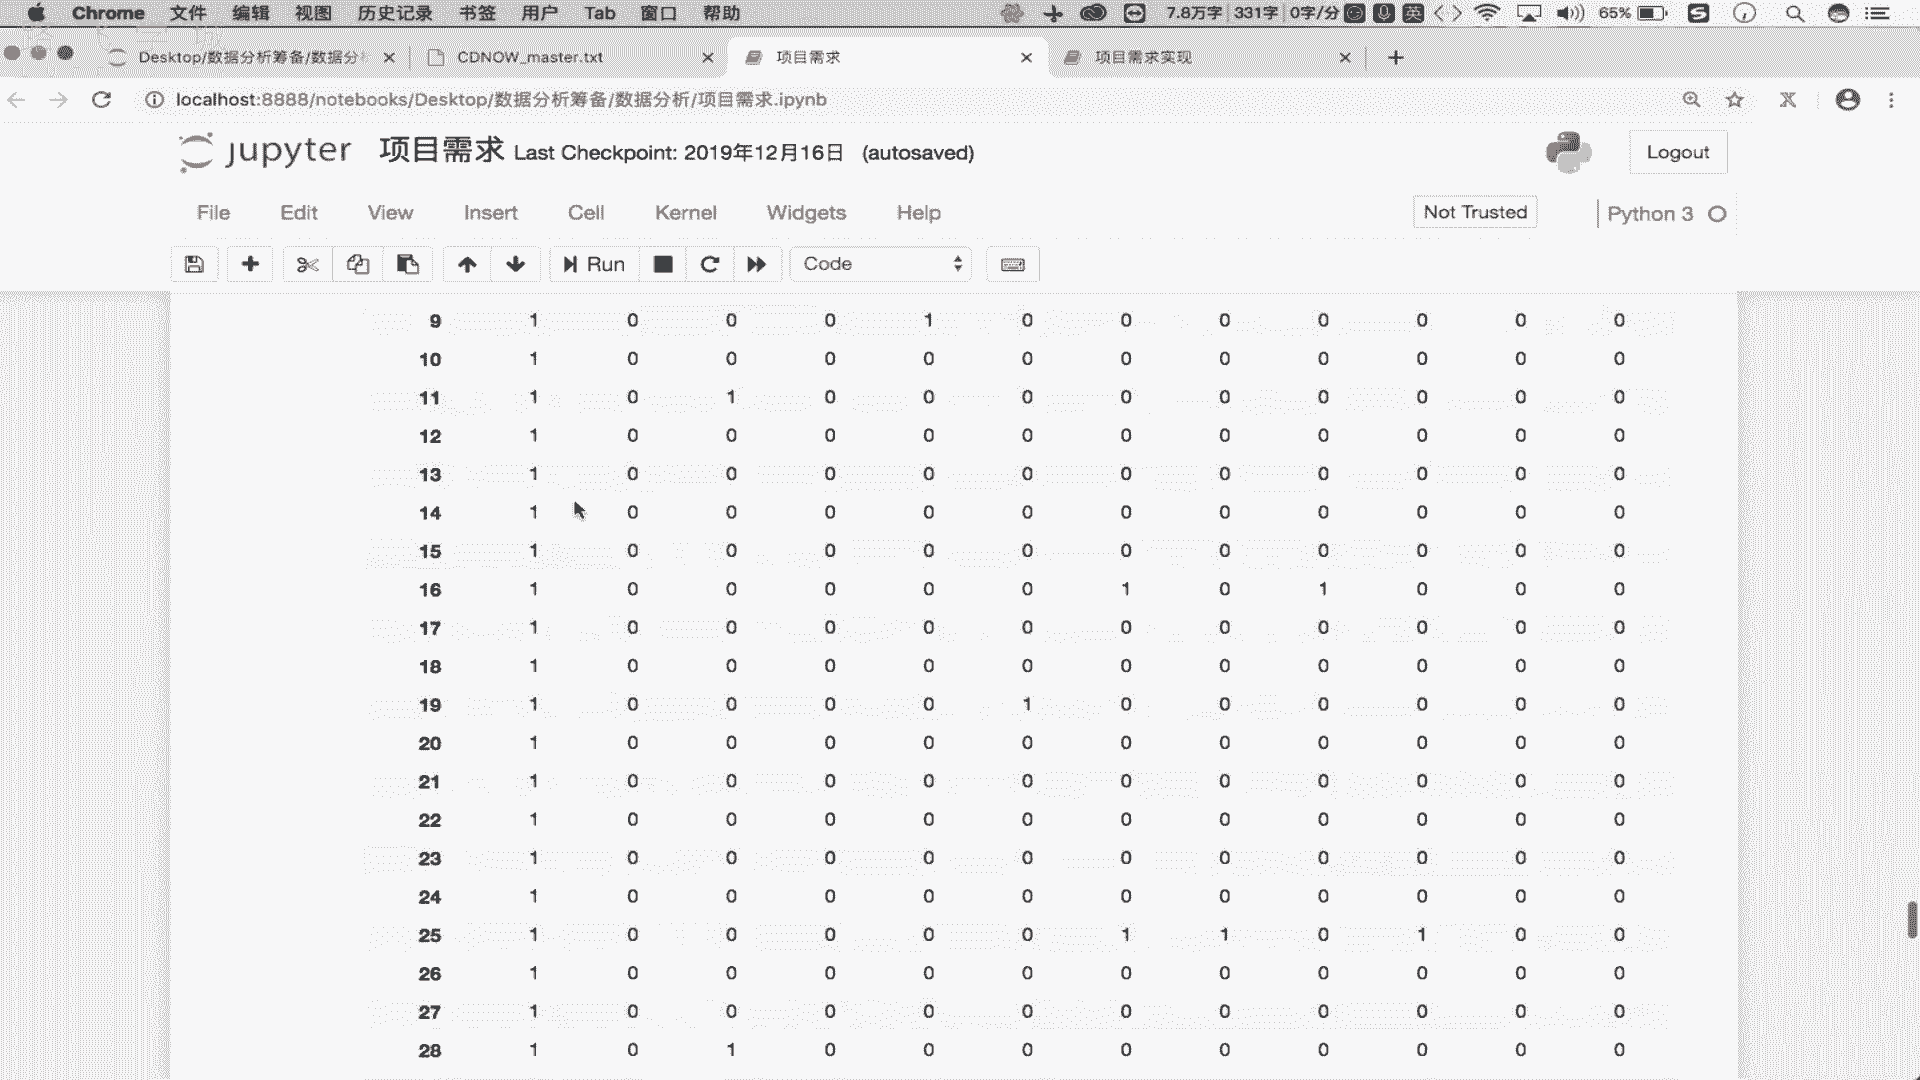 Chrome 文件 编辑 视图 历史记录 书签 用户 Tab 窗口 帮助 7.8万字 331字 0字/分 英 65%
Desktop/数据分析筹备/数据分 CDNOW_master.txt 项目需求 项目需求实现
localhost:8888/notebooks/Desktop/数据分析筹备/数据分析/项目需求.ipynb
jupyter 项目需求 Last Checkpoint: 2019年12月16日 (autosaved) Logout
File Edit View Insert Cell Kernel Widgets Help Not Trusted Python 3
Run Code
9 1 0 0 0 1 0 0 0 0 0 0 0
10 1 0 0 0 0 0 0 0 0 0 0 0
11 1 0 1 0 0 0 0 0 0 0 0 0
12 1 0 0 0 0 0 0 0 0 0 0 0
13 1 0 0 0 0 0 0 0 0 0 0 0
14 1 0 0 0 0 0 0 0 0 0 0 0
15 1 0 0 0 0 0 0 0 0 0 0 0
16 1 0 0 0 0 0 1 0 1 0 0 0
17 1 0 0 0 0 0 0 0 0 0 0 0
18 1 0 0 0 0 0 0 0 0 0 0 0
19 1 0 0 0 0 1 0 0 0 0 0 0
20 1 0 0 0 0 0 0 0 0 0 0 0
21 1 0 0 0 0 0 0 0 0 0 0 0
22 1 0 0 0 0 0 0 0 0 0 0 0
23 1 0 0 0 0 0 0 0 0 0 0 0
24 1 0 0 0 0 0 0 0 0 0 0 0
25 1 0 0 0 0 0 1 1 0 1 0 0
26 1 0 0 0 0 0 0 0 0 0 0 0
27 1 0 0 0 0 0 0 0 0 0 0 0
28 1 0 1 0 0 0 0 0 0 0 0 0